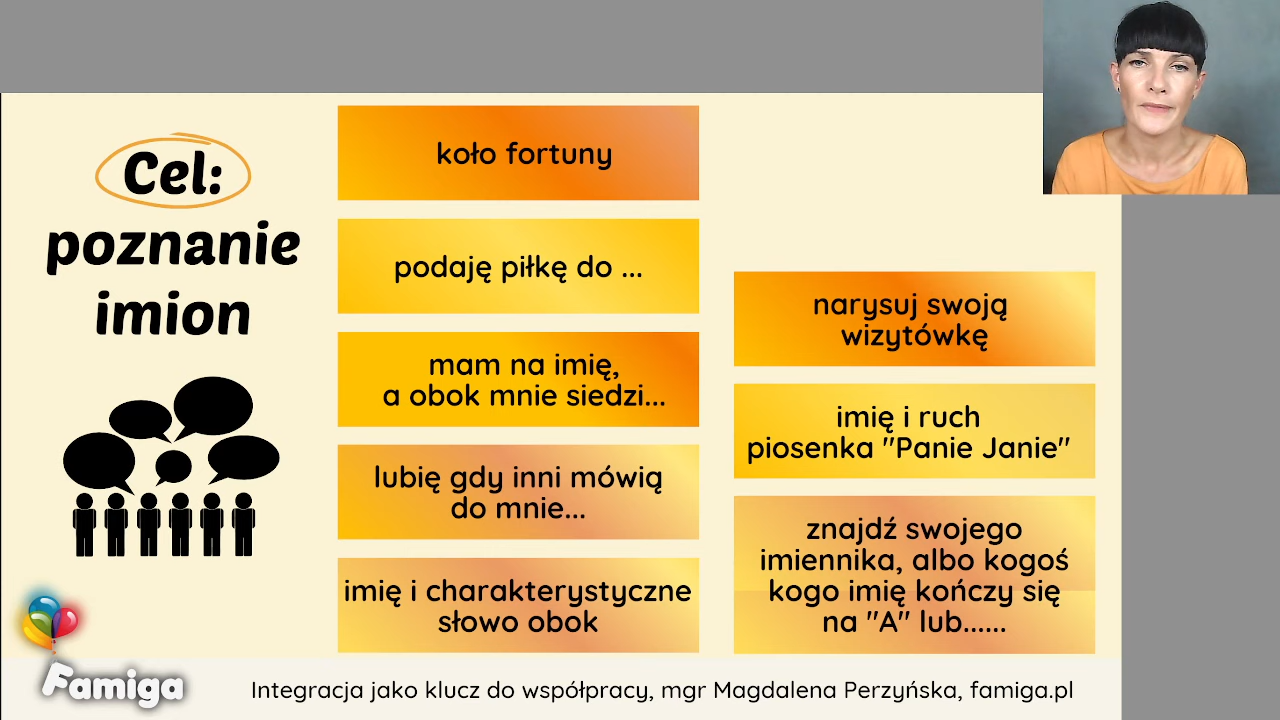 Cel:
poznanie
imion
koło fortuny
podaję piłkę do ...
mam na imię,
a obok mnie siedzi...
lubię gdy inni mówią
do mnie...
imię i charakterystyczne
słowo obok
narysuj swoją
wizytówkę
imię i ruch
piosenka "Panie Janie"
znajdź swojego
imiennika, albo kogoś
kogo imię kończy się
na "A" lub......
Famiga
Integracja jako klucz do współpracy, mgr Magdalena Perzyńska, famiga.pl